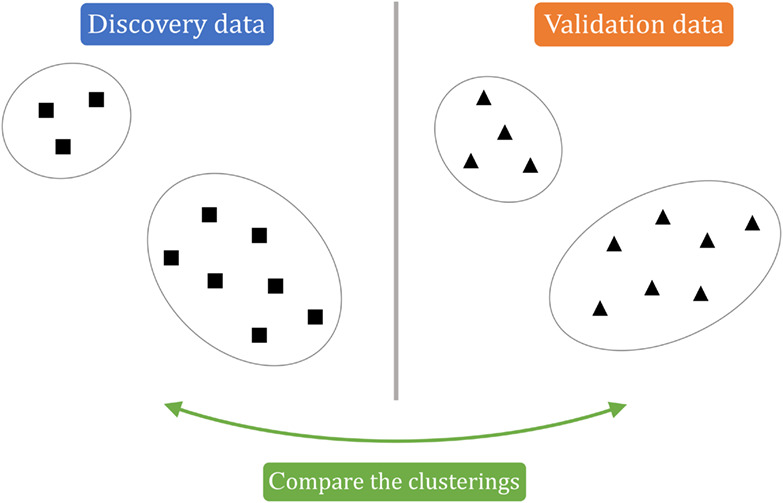 Discovery data
Validation data
Compare the clusterings